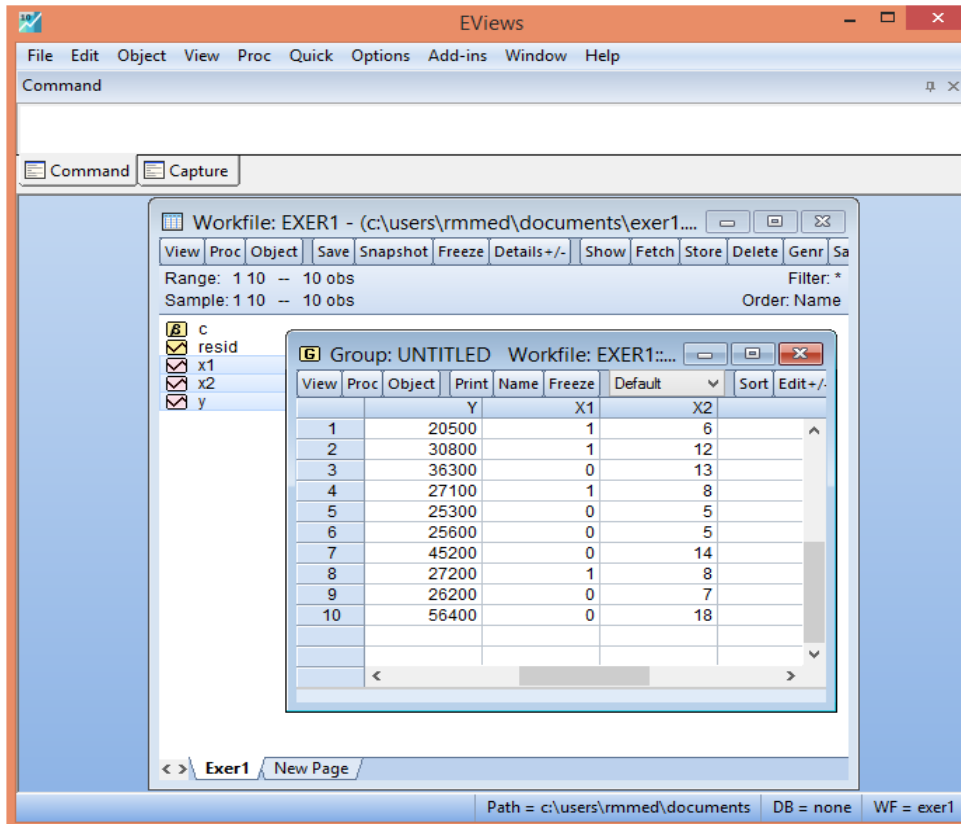 EViews
File Edit Object View Proc Quick Options Add-ins Window Help
Command
Command Capture
Workfile: EXER1 - (c:\users\rmmed\documents\exer1....
View Proc Object Save Snapshot Freeze Details+/- Show Fetch Store Delete Genr Sa
Range: 1 10 -- 10 obs Filter: *
Sample: 1 10 -- 10 obs Order: Name
c
resid
x1
x2
y
Group: UNTITLED Workfile: EXER1::...
View Proc Object Print Name Freeze Default Sort Edit+/-
Y X1 X2
1 20500 1 6
2 30800 1 12
3 36300 0 13
4 27100 1 8
5 25300 0 5
6 25600 0 5
7 45200 0 14
8 27200 1 8
9 26200 0 7
10 56400 0 18
Exer1 New Page
Path = c:\users\rmmed\documents DB = none WF = exer1